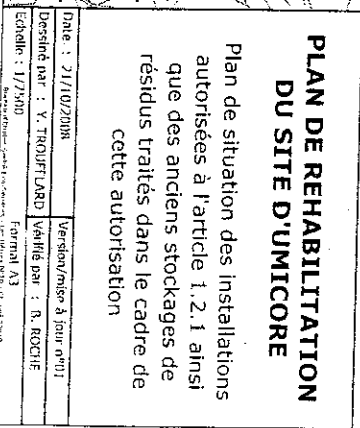 PLAN DE REHABILITATION
DU SITE D'UMICORE
Plan de situation des installations
autorisées à l'article 1.2.1 ainsi
que des anciens stockages de
résidus traités dans le cadre de
cette autorisation
Date : 21/10/2008 Version/mise à jour n°01
Dessiné par : Y. TROUFFLARD Vérifié par : B. ROCHE
Echelle : 1/7500 Format A3